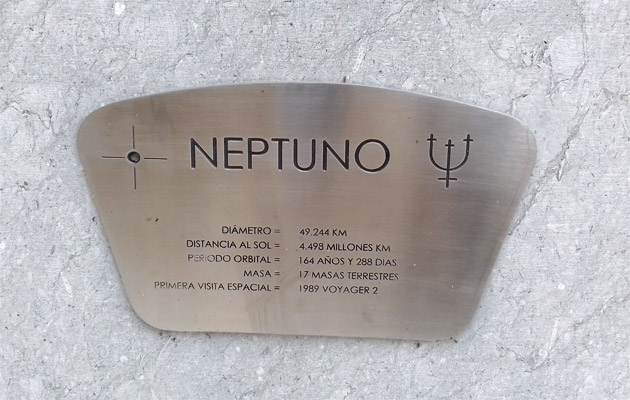 NEPTUNO
DIÁMETRO = 49.244 KM
DISTANCIA AL SOL = 4.498 MILLONES KM
PERIODO ORBITAL = 164 AÑOS Y 288 DIAS
MASA = 17 MASAS TERRESTRES
PRIMERA VISITA ESPACIAL = 1989 VOYAGER 2